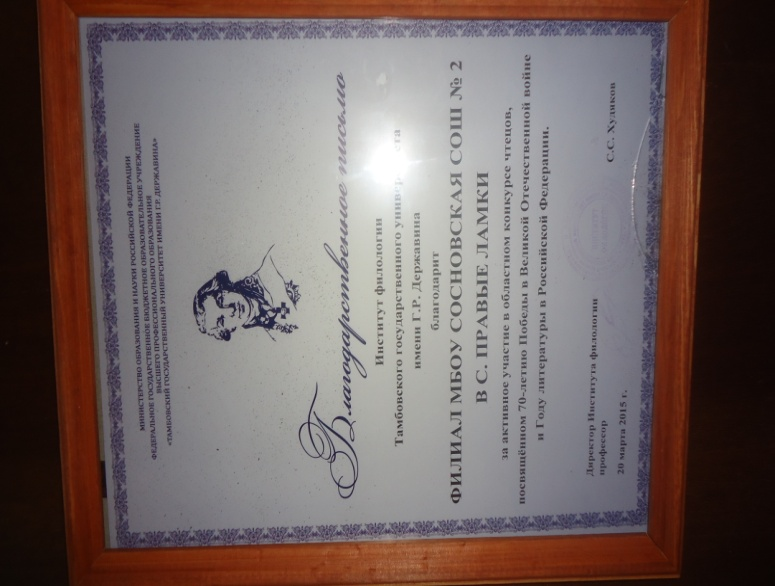 МИНИСТЕРСТВО ОБРАЗОВАНИЯ И НАУКИ РОССИЙСКОЙ ФЕДЕРАЦИИ
ФЕДЕРАЛЬНОЕ ГОСУДАРСТВЕННОЕ БЮДЖЕТНОЕ ОБРАЗОВАТЕЛЬНОЕ УЧРЕЖДЕНИЕ
ВЫСШЕГО ПРОФЕССИОНАЛЬНОГО ОБРАЗОВАНИЯ
«ТАМБОВСКИЙ ГОСУДАРСТВЕННЫЙ УНИВЕРСИТЕТ ИМЕНИ Г.Р. ДЕРЖАВИНА»
Благодарственное письмо
Институт филологии
Тамбовского государственного университета
имени Г.Р. Державина
благодарит
ФИЛИАЛ МБОУ СОСНОВСКАЯ СОШ № 2
В С. ПРАВЫЕ ЛАМКИ
за активное участие в областном конкурсе чтецов,
посвящённом 70-летию Победы в Великой Отечественной войне
и Году литературы в Российской Федерации.
Директор Института филологии
профессор С.С. Худяков
20 марта 2015 г.